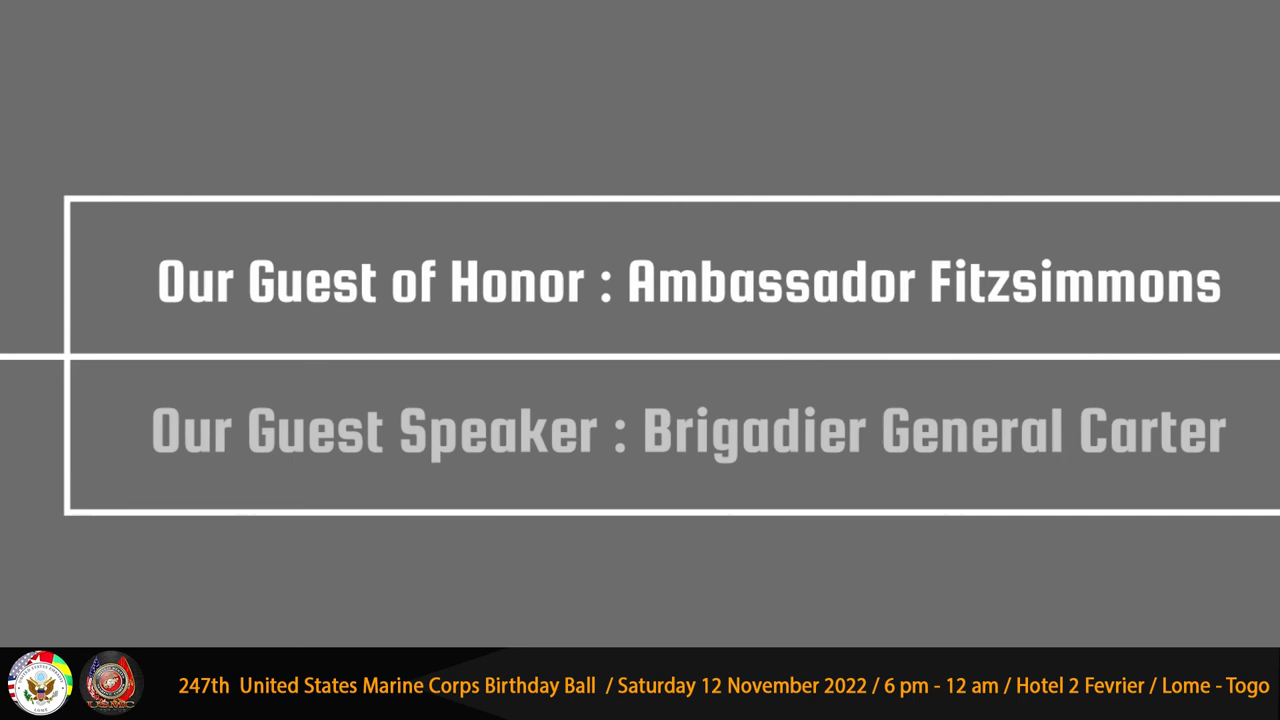 Our Guest of Honor : Ambassador Fitzsimmons
Our Guest Speaker : Brigadier General Carter
247th United States Marine Corps Birthday Ball / Saturday 12 November 2022 / 6 pm - 12 am / Hotel 2 Fevrier / Lome - Togo